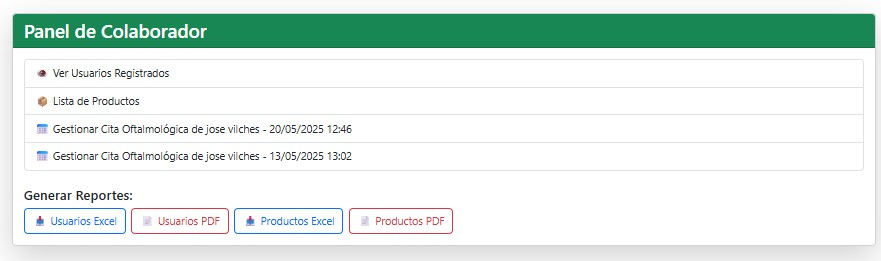 Panel de Colaborador
Ver Usuarios Registrados
Lista de Productos
Gestionar Cita Oftalmológica de jose vilches - 20/05/2025 12:46
Gestionar Cita Oftalmológica de jose vilches - 13/05/2025 13:02
Generar Reportes:
Usuarios Excel Usuarios PDF Productos Excel Productos PDF